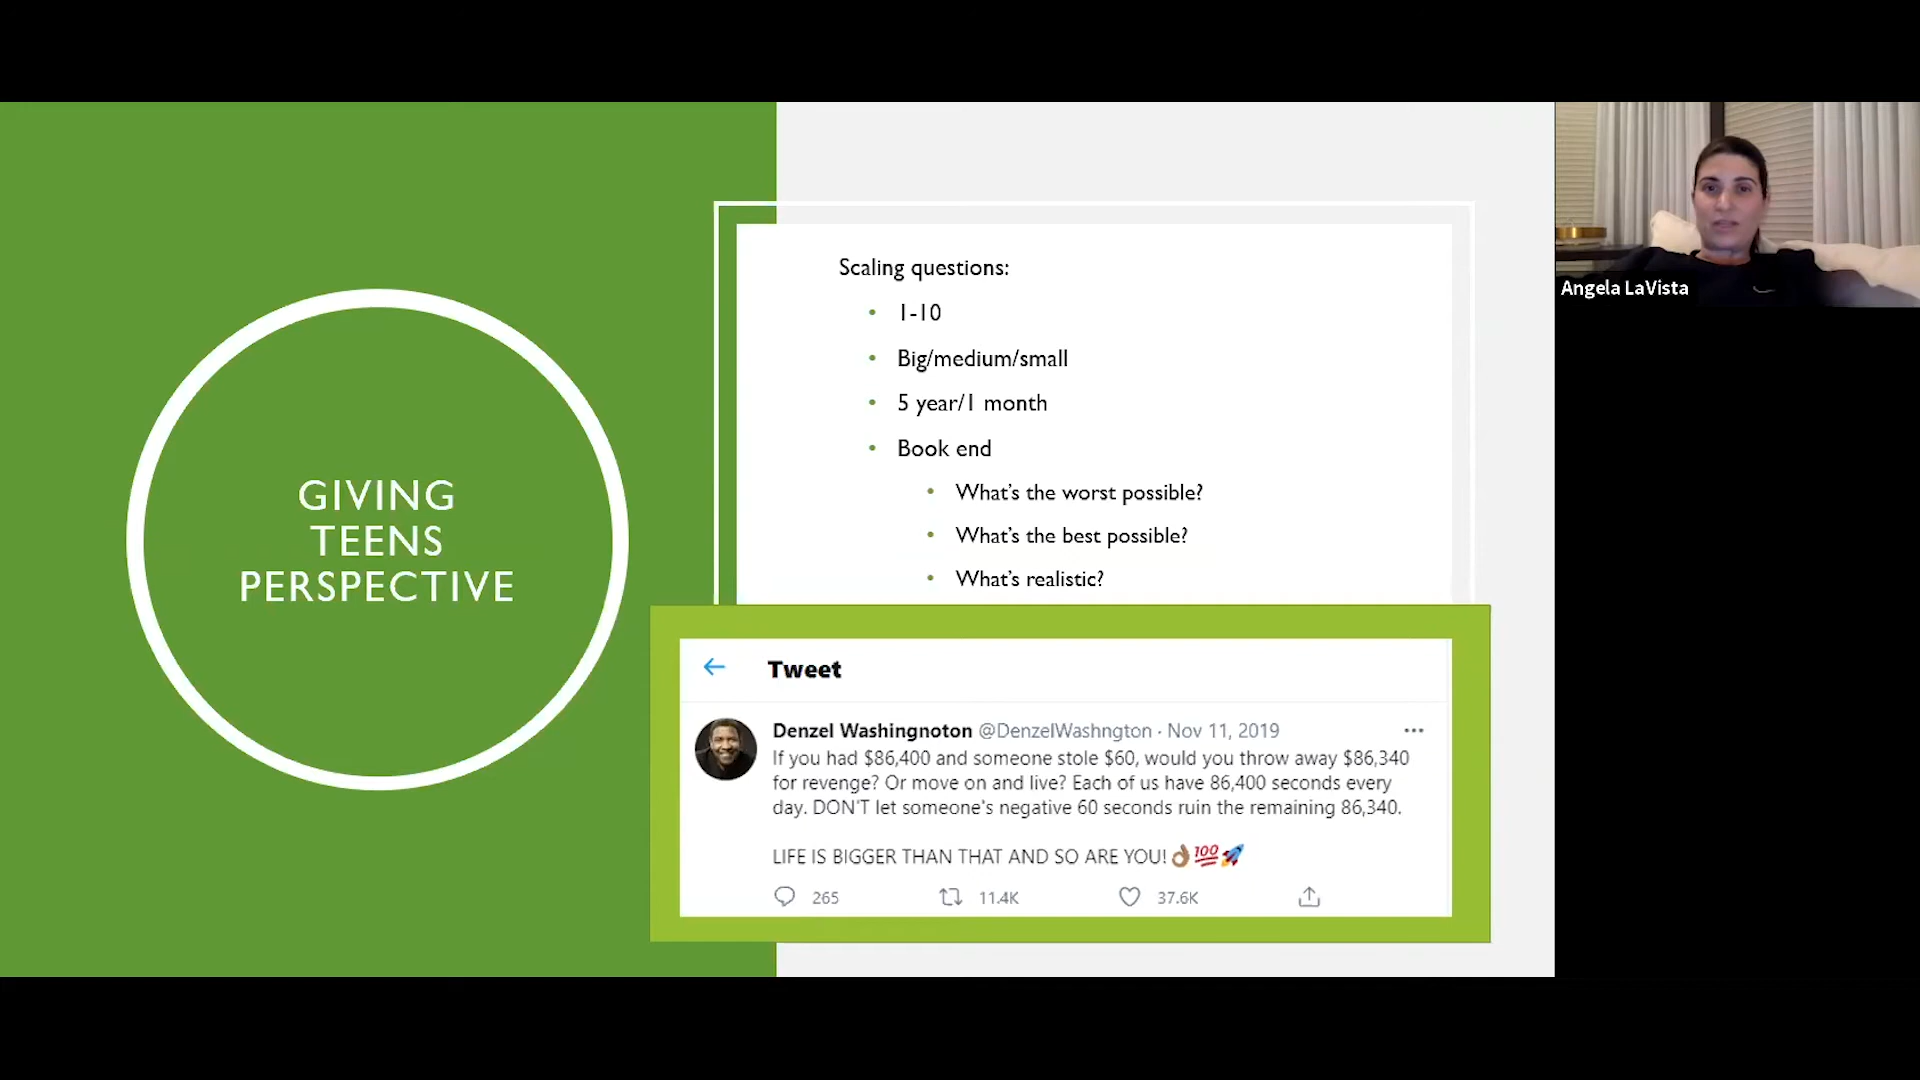 GIVING
TEENS
PERSPECTIVE
Scaling questions:
• 1-10
• Big/medium/small
• 5 year/1 month
• Book end
• What's the worst possible?
• What's the best possible?
• What's realistic?
Tweet
Denzel Washingnoton @DenzelWashngton · Nov 11, 2019
If you had $86,400 and someone stole $60, would you throw away $86,340
for revenge? Or move on and live? Each of us have 86,400 seconds every
day. DON'T let someone's negative 60 seconds ruin the remaining 86,340.
LIFE IS BIGGER THAN THAT AND SO ARE YOU!👌🏽💯🚀
265 11.4K 37.6K
Angela LaVista